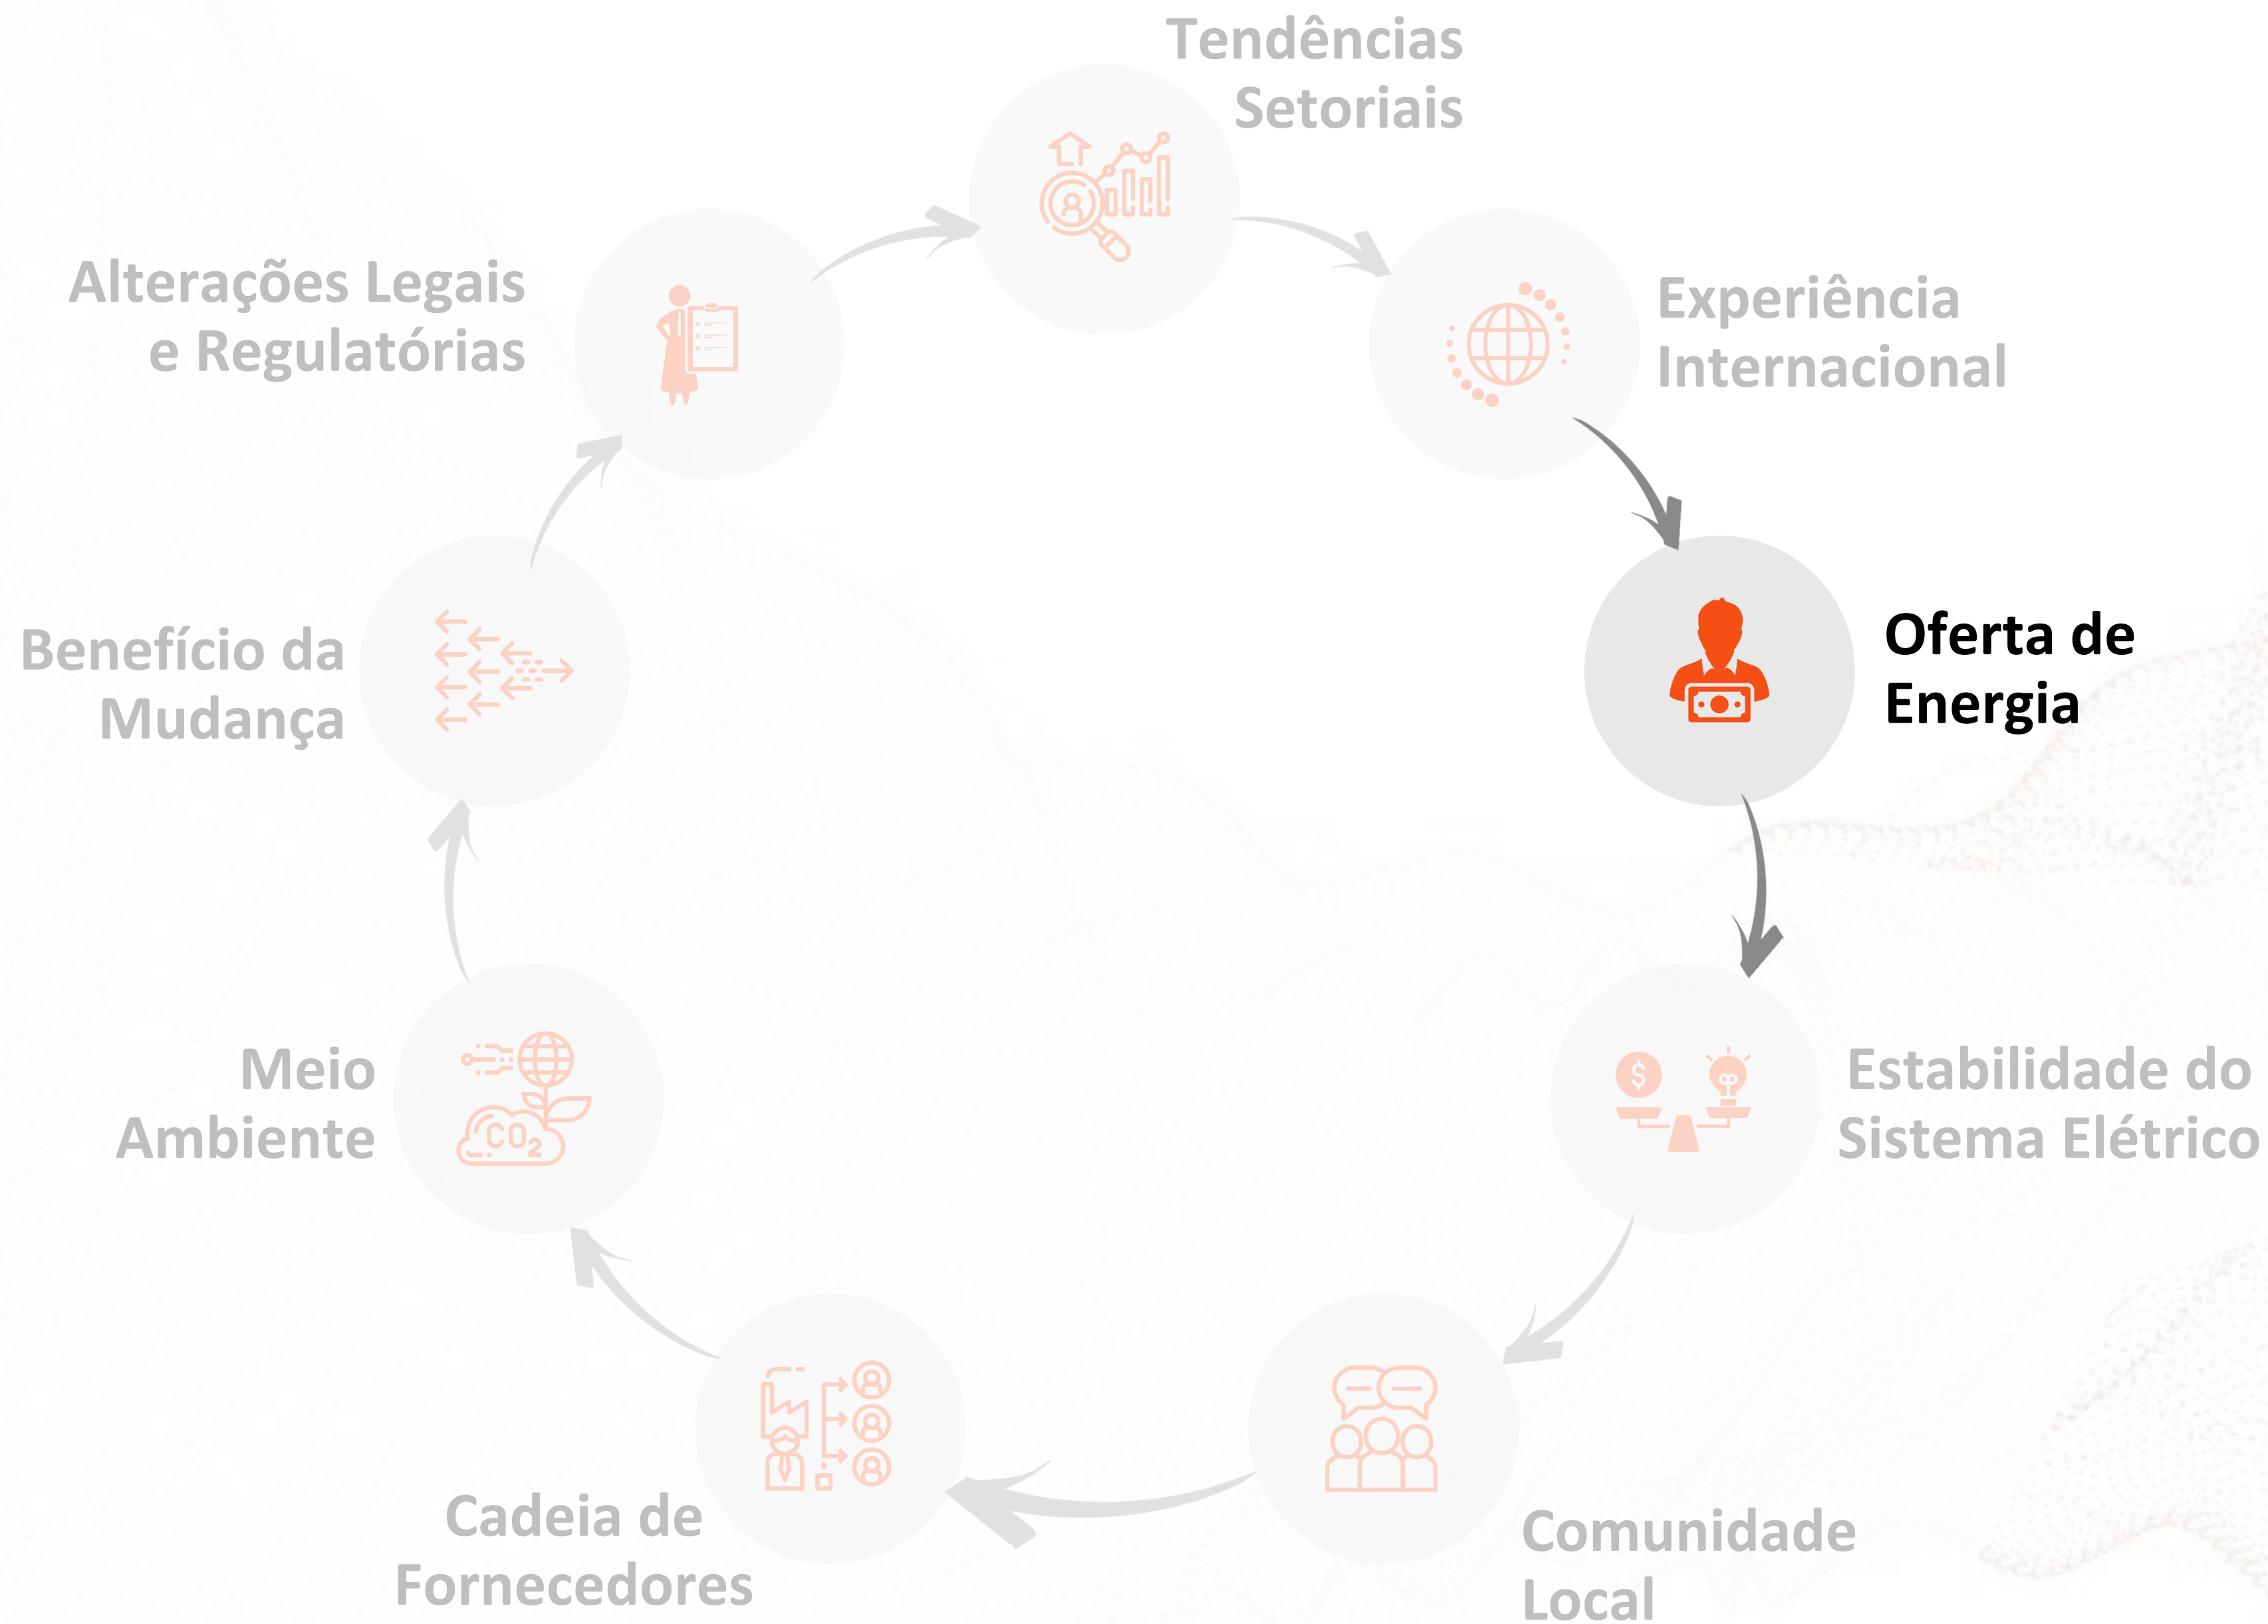 Tendências
Setoriais
Experiência
Internacional
Oferta de
Energia
Estabilidade do
Sistema Elétrico
Comunidade
Local
Cadeia de
Fornecedores
Meio
Ambiente
CO2
Benefício da
Mudança
Alterações Legais
e Regulatórias
$